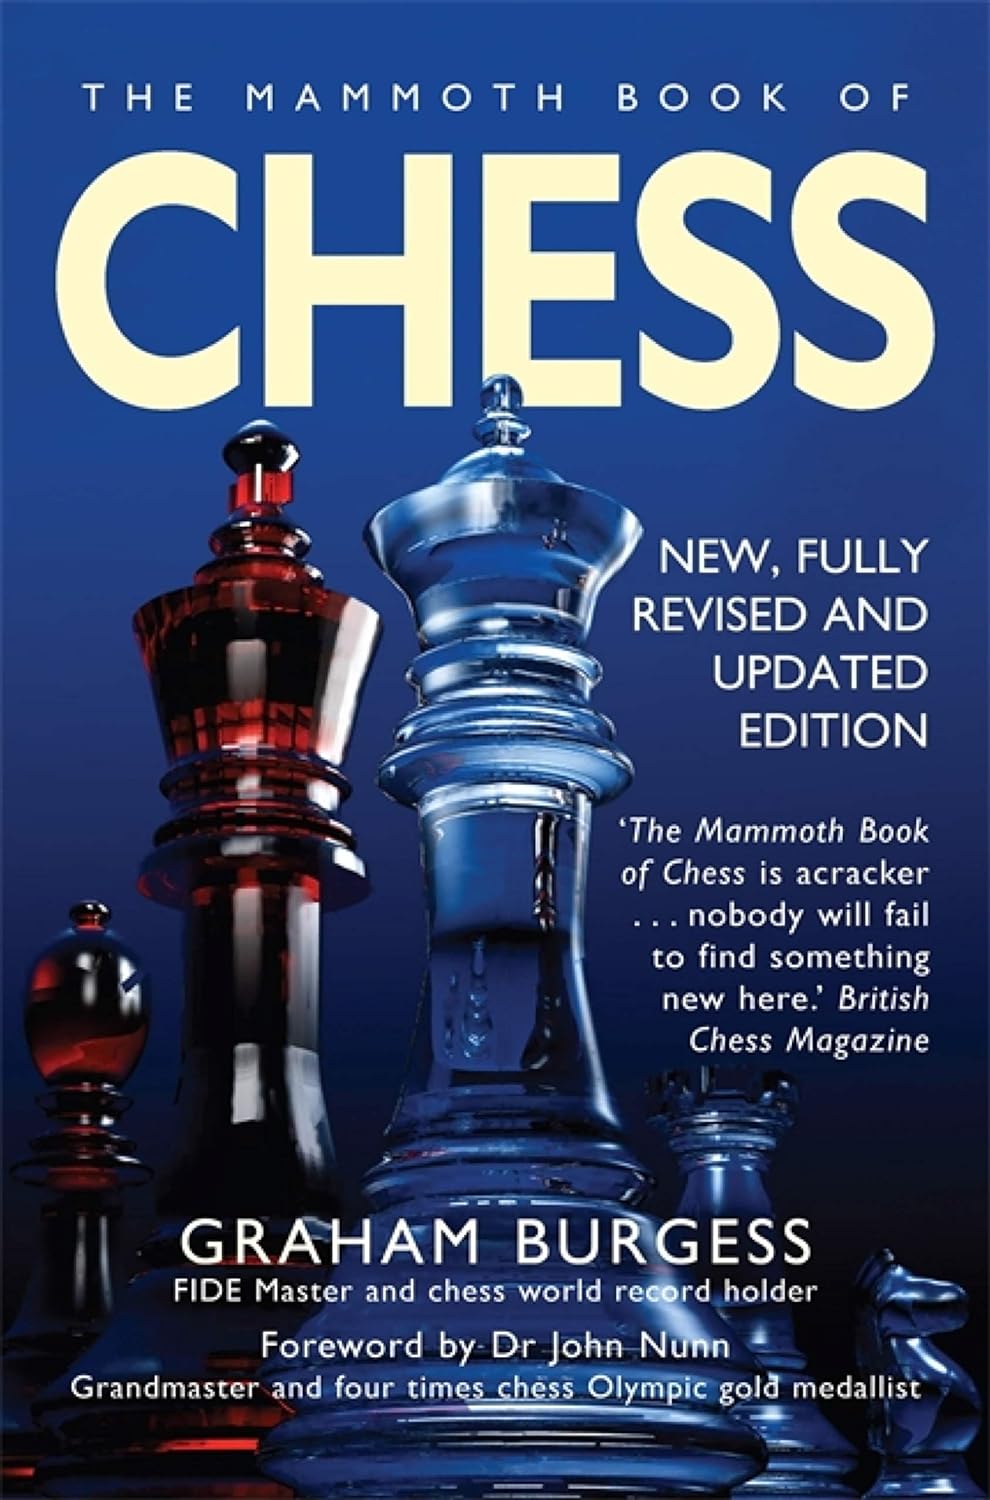 THE MAMMOTH BOOK OF
CHESS
NEW, FULLY
REVISED AND
UPDATED
EDITION
‘The Mammoth Book
of Chess is acracker
. . . nobody will fail
to find something
new here.’ British
Chess Magazine
GRAHAM BURGESS
FIDE Master and chess world record holder
Foreword by Dr John Nunn
Grandmaster and four times chess Olympic gold medallist